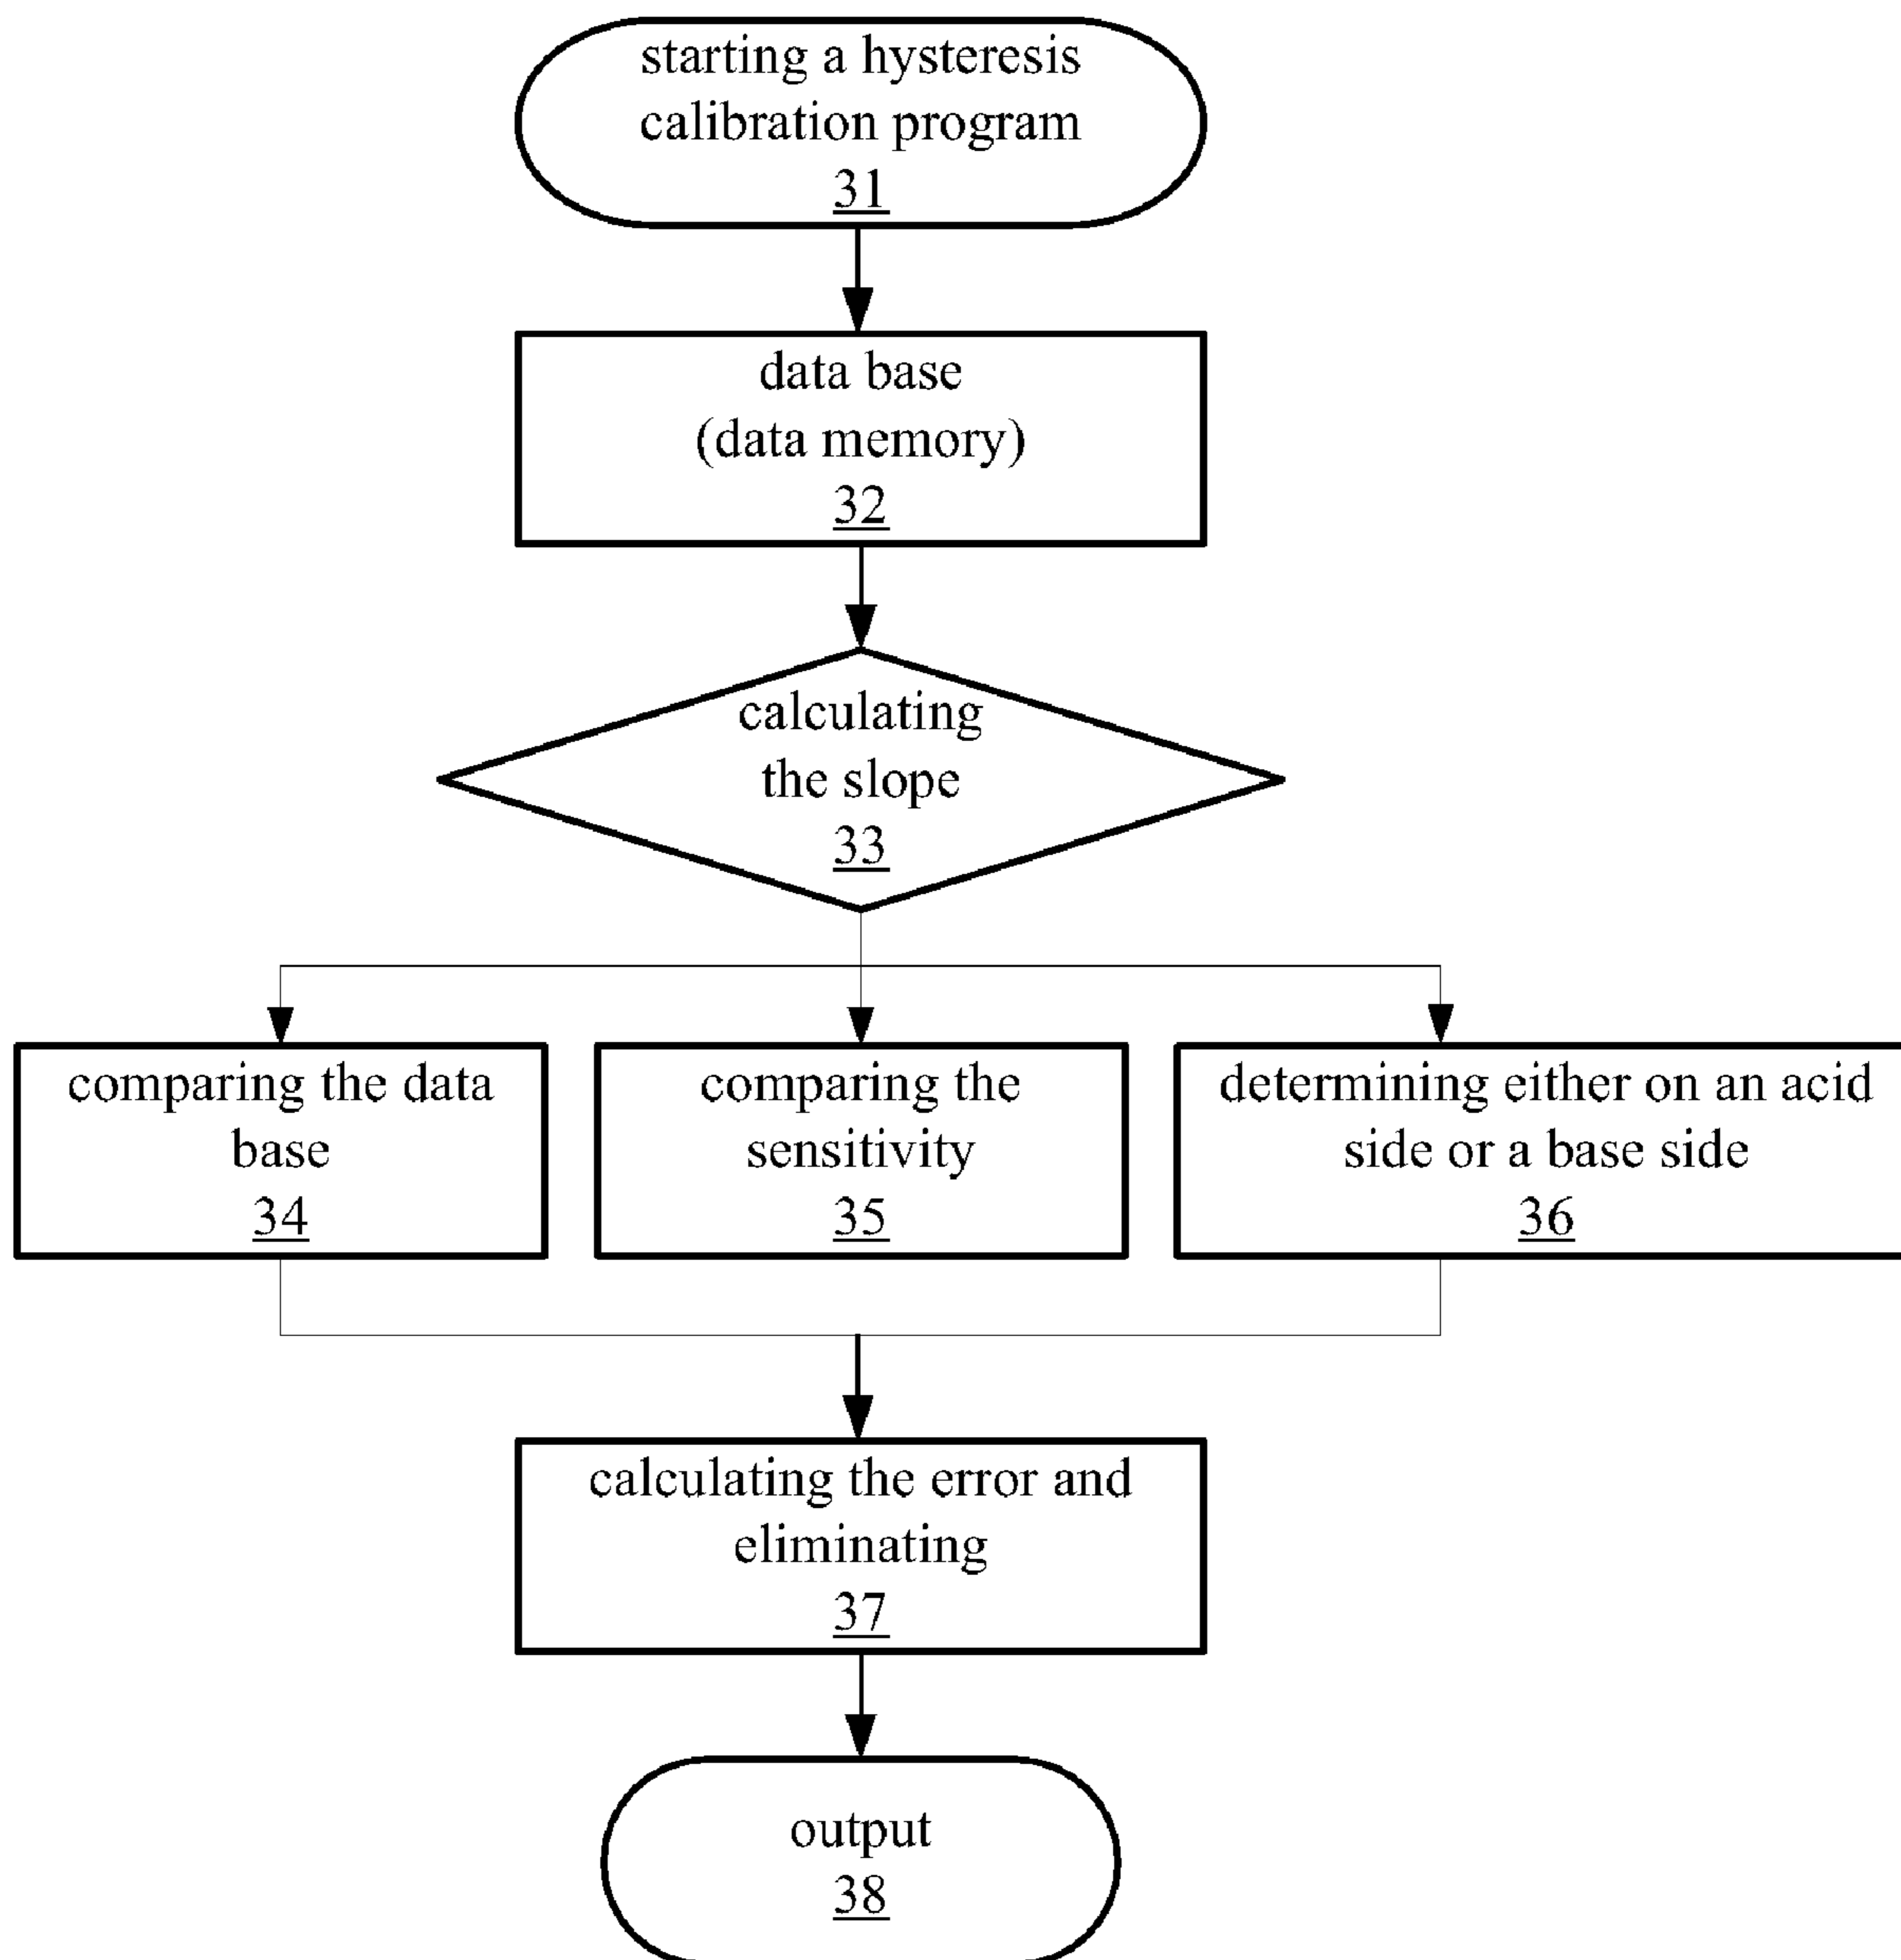 starting a hysteresis
calibration program
31
data base
(data memory)
32
calculating
the slope
33
comparing the data
base
34
comparing the
sensitivity
35
determining either on an acid
side or a base side
36
calculating the error and
eliminating
37
output
38